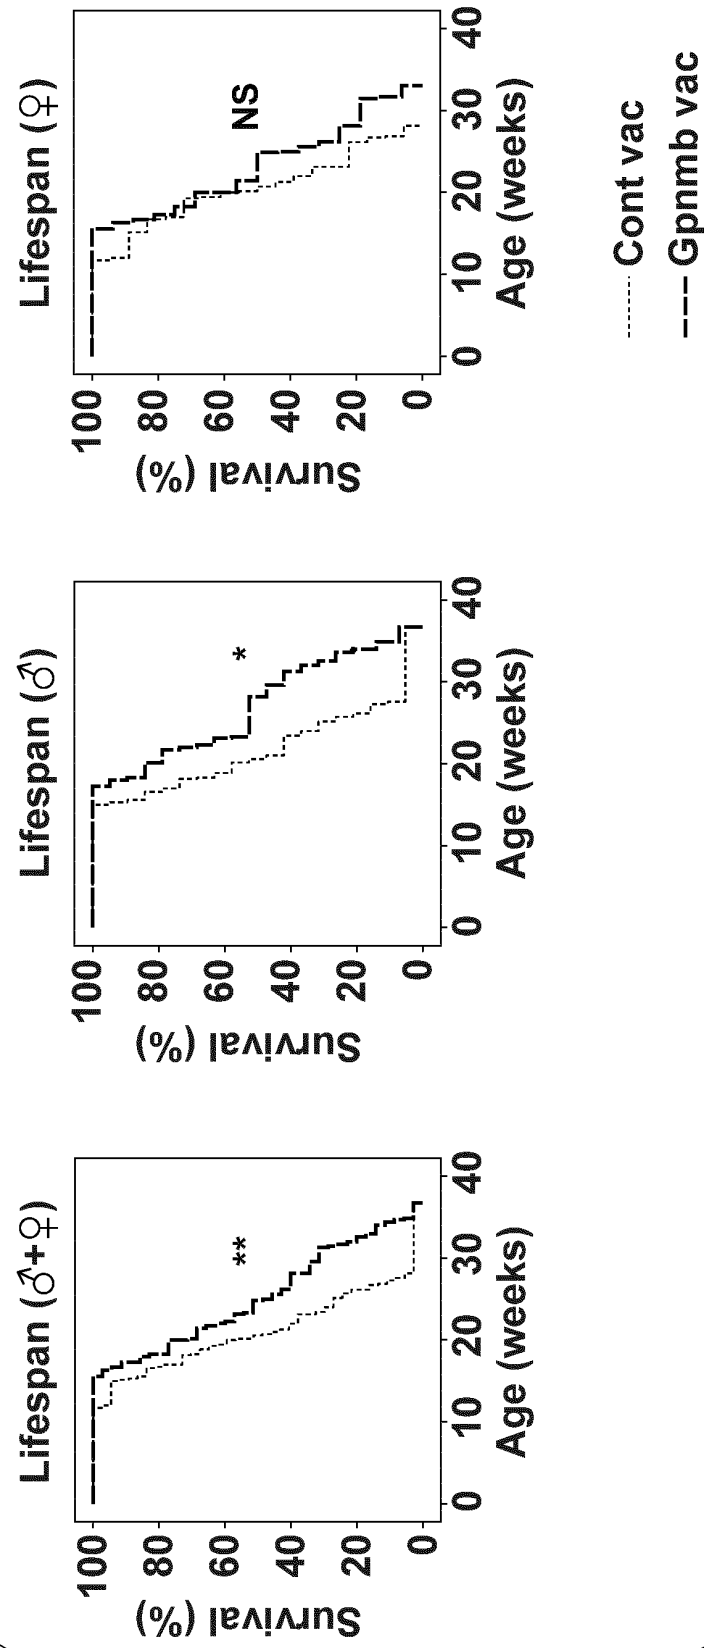 Lifespan (♂+♀)
Survival (%)
100
80
60
40
20
0
**
0 10 20 30 40
Age (weeks)
Lifespan (♂)
Survival (%)
100
80
60
40
20
0
*
0 10 20 30 40
Age (weeks)
Lifespan (♀)
Survival (%)
100
80
60
40
20
0
NS
0 10 20 30 40
Age (weeks)
Cont vac
Gpnmb vac